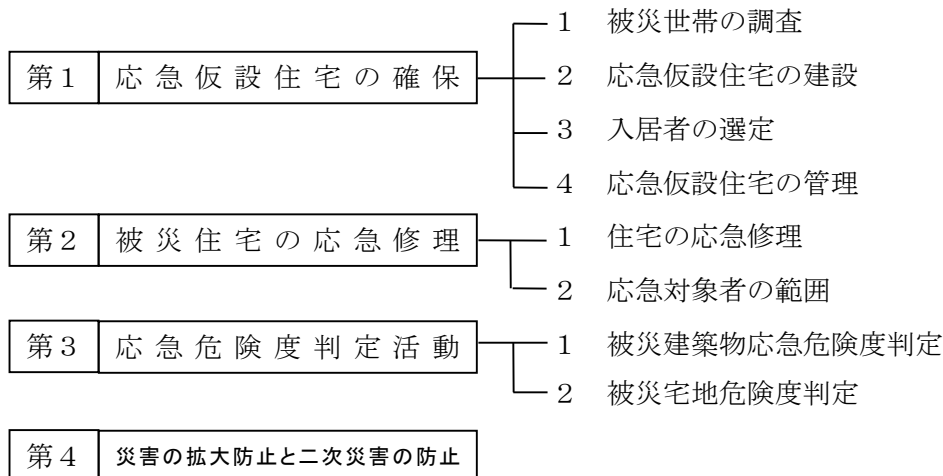 1 被災世帯の調査
第1 応急仮設住宅の確保
2 応急仮設住宅の建設
3 入居者の選定
4 応急仮設住宅の管理
第2 被災住宅の応急修理
1 住宅の応急修理
2 応急対象者の範囲
第3 応急危険度判定活動
1 被災建築物応急危険度判定
2 被災宅地危険度判定
第4 災害の拡大防止と二次災害の防止